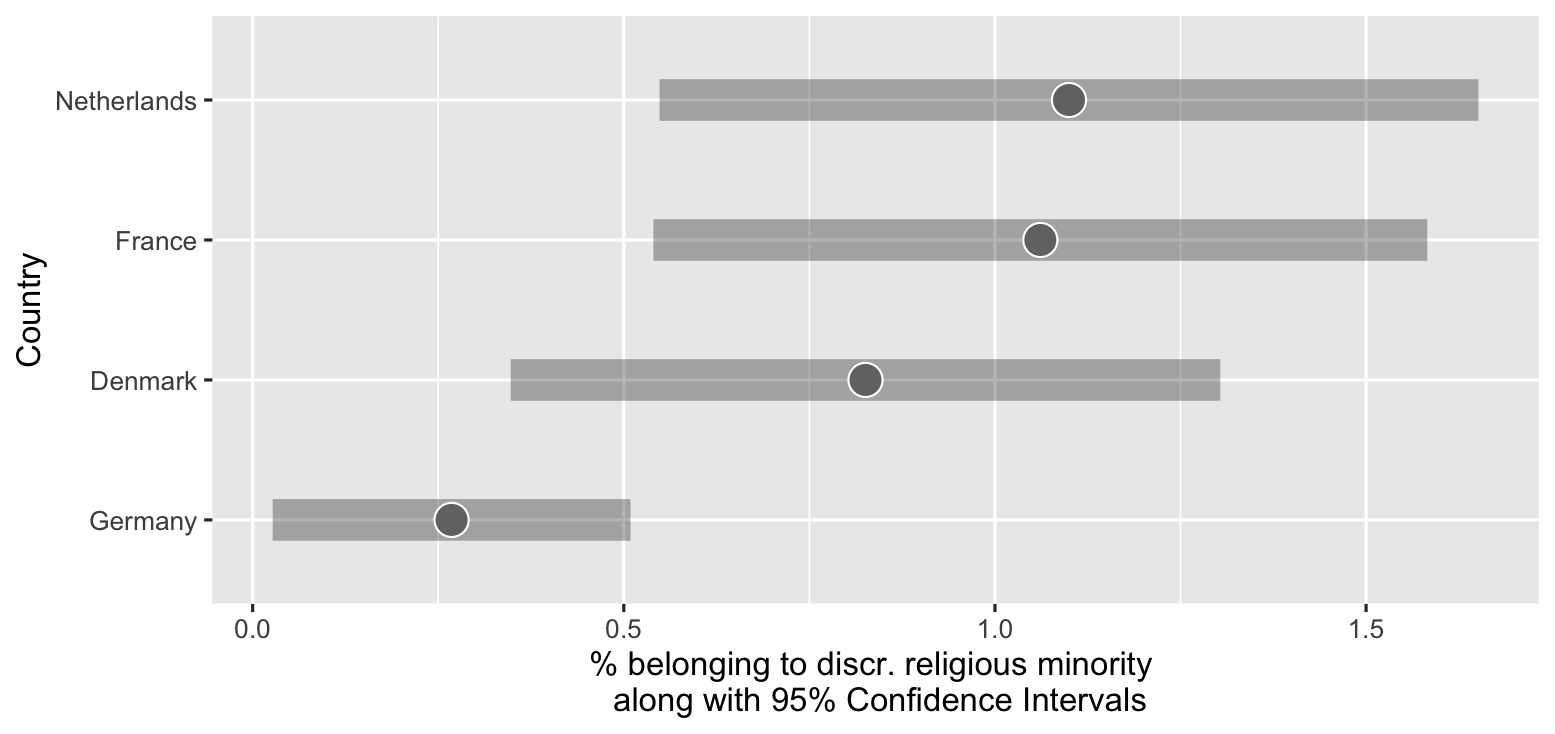 Netherlands
France
Denmark
Germany
Country
0.0 0.5 1.0 1.5
% belonging to discr. religious minority
along with 95% Confidence Intervals